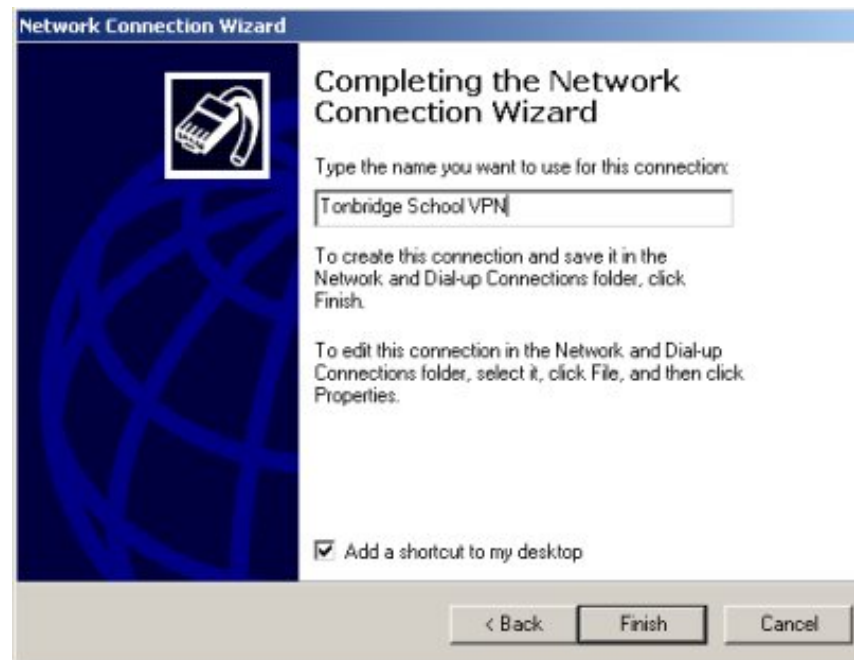 Network Connection Wizard
Completing the Network
Connection Wizard
Type the name you want to use for this connection:
Tonbridge School VPN
To create this connection and save it in the
Network and Dial-up Connections folder, click
Finish.
To edit this connection in the Network and Dial-up
Connections folder, select it, click File, and then click
Properties.
Add a shortcut to my desktop
< Back
Finish
Cancel